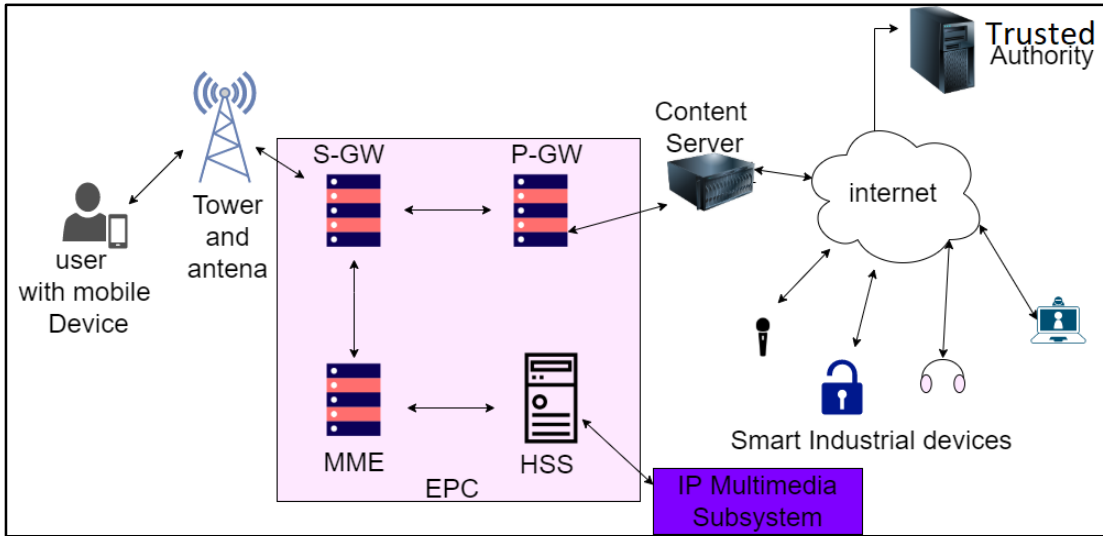 Trusted
Authority
Content
Server
S-GW
P-GW
internet
Tower
and
antena
user
with mobile
Device
Smart Industrial devices
MME
HSS
EPC
IP Multimedia
Subsystem